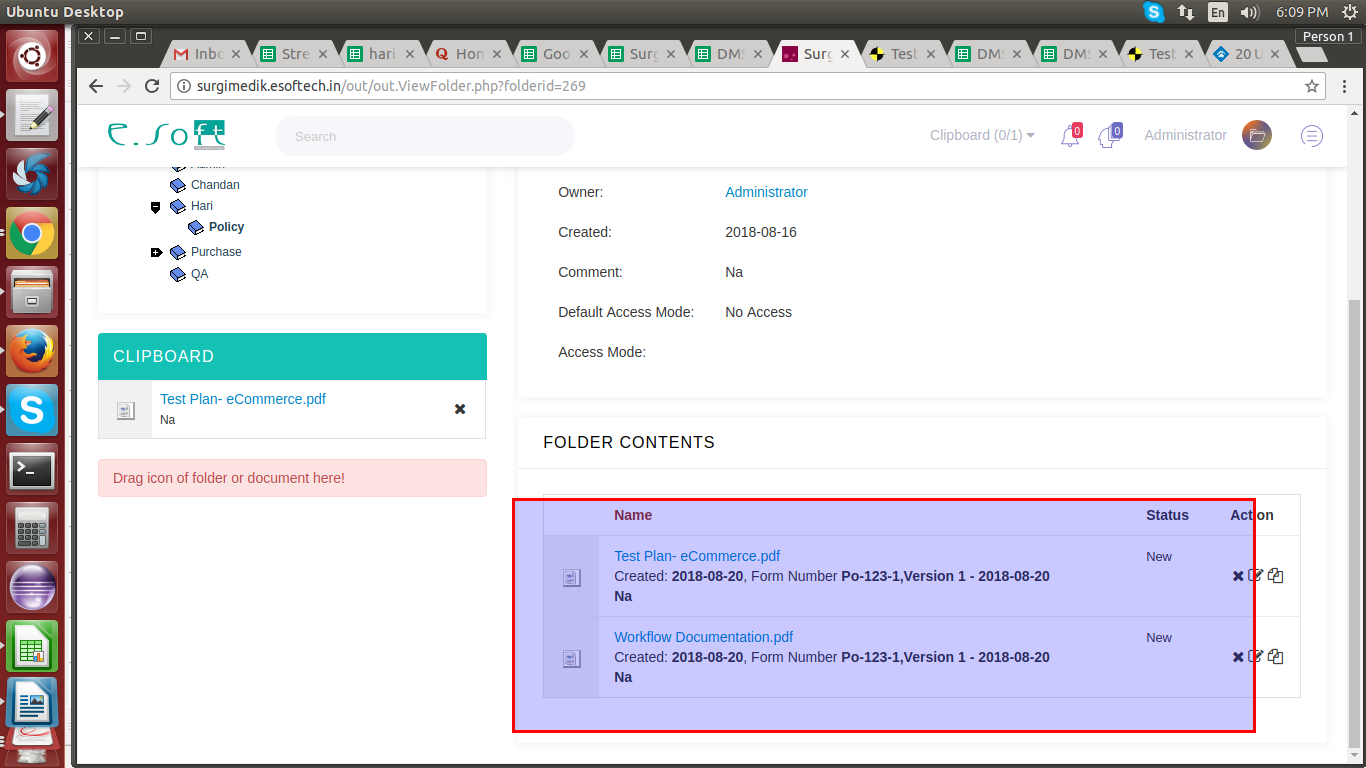 Ubuntu Desktop
En
6:09 PM
Person 1
Inbo
Stre
hari
Hom
Goo
Surg
DMS
Surg
Test
DMS
DMS
Test
20 U
surgimedik.esoftech.in/out/out.ViewFolder.php?folderid=269
e.soft
Search
Clipboard (0/1)
0
0
Administrator
Chandan
Hari
Policy
Purchase
QA
CLIPBOARD
Test Plan- eCommerce.pdf
Na
Drag icon of folder or document here!
Owner: Administrator
Created: 2018-08-16
Comment: Na
Default Access Mode: No Access
Access Mode:
FOLDER CONTENTS
Name Status Action
Test Plan- eCommerce.pdf New
Created: 2018-08-20, Form Number Po-123-1,Version 1 - 2018-08-20
Na
Workflow Documentation.pdf New
Created: 2018-08-20, Form Number Po-123-1,Version 1 - 2018-08-20
Na